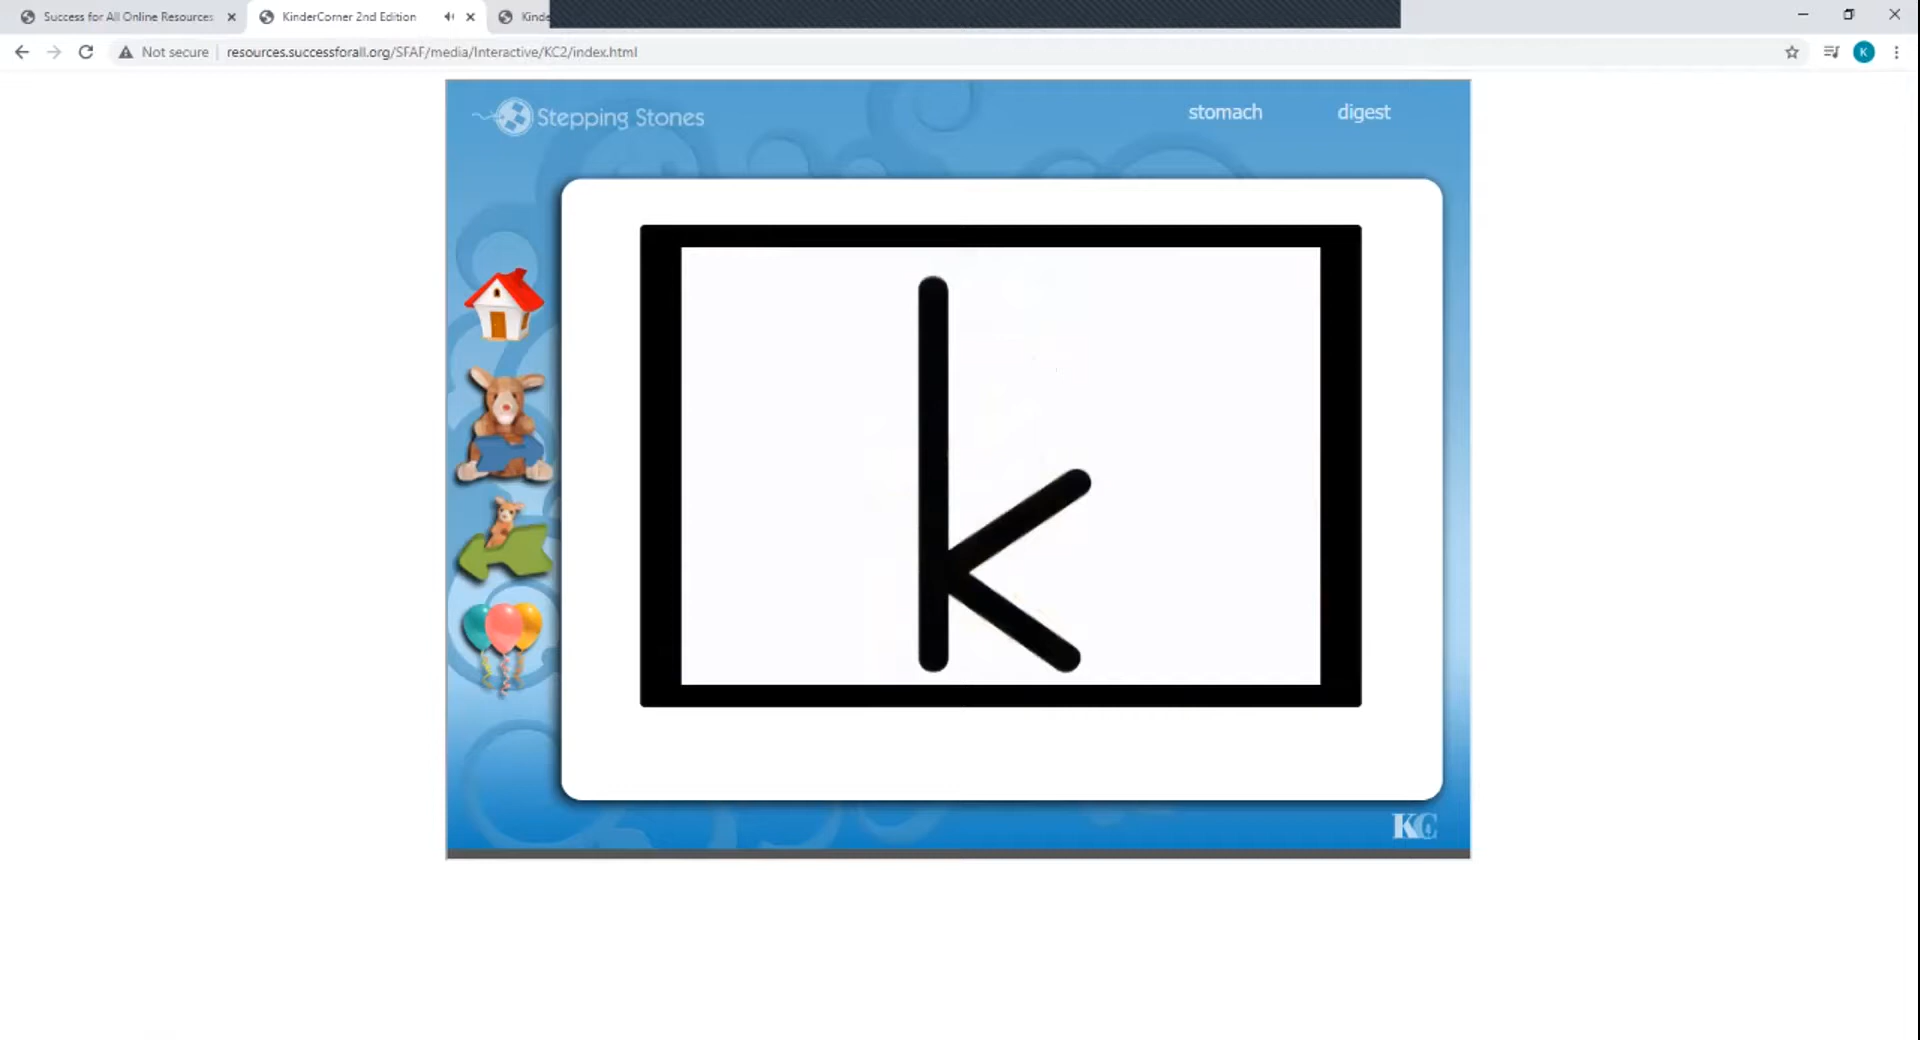 Success for All Online Resources
KinderCorner 2nd Edition
Kinde
Not secure
resources.successforall.org/SFAF/media/Interactive/KC2/index.html
K
Stepping Stones
stomach
digest
k
KC